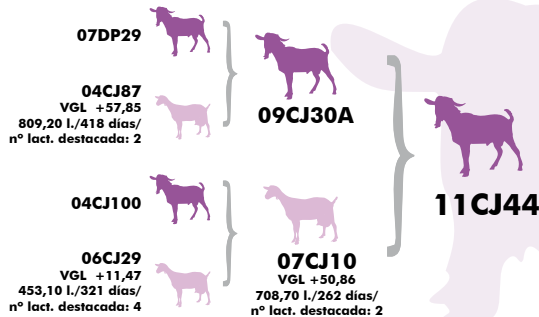 07DP29
04CJ87
VGL +57,85
809,20 l./418 días/
nº lact. destacada: 2
09CJ30A
04CJ100
06CJ29
VGL +11,47
453,10 l./321 días/
nº lact. destacada: 4
07CJ10
VGL +50,86
708,70 l./262 días/
nº lact. destacada: 2
11CJ44